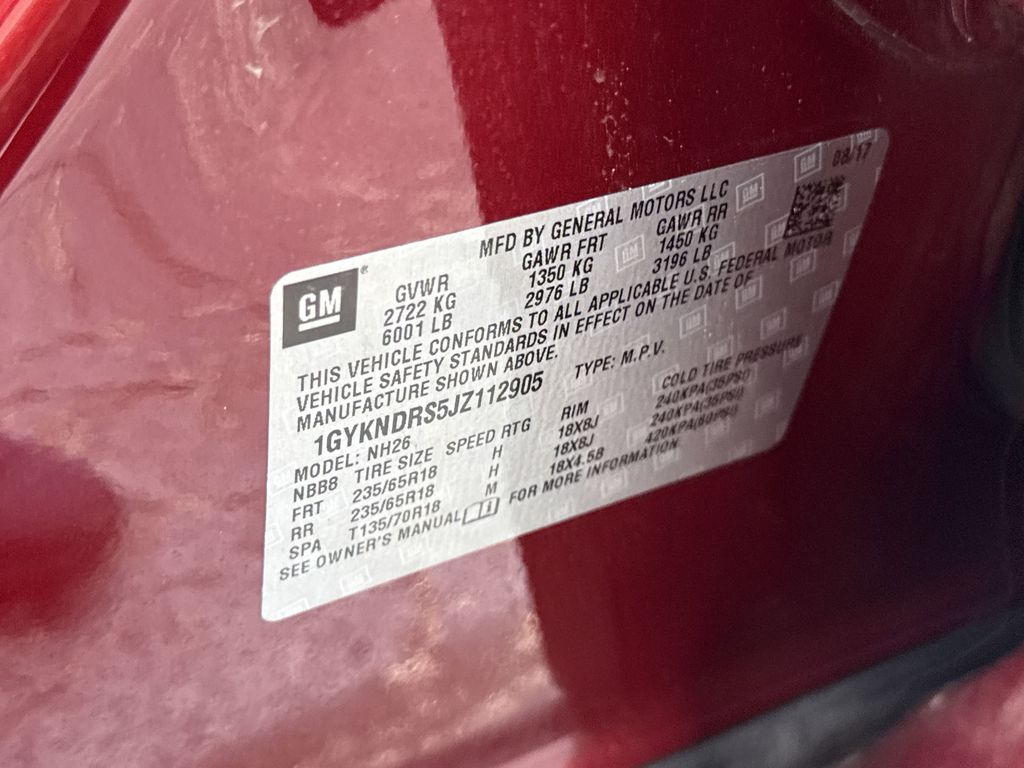 08/17
MFD BY GENERAL MOTORS LLC
GM®
GVWR GAWR FRT GAWR RR
2722 KG 1350 KG 1450 KG
6001 LB 2976 LB 3196 LB
THIS VEHICLE CONFORMS TO ALL APPLICABLE U.S. FEDERAL MOTOR
VEHICLE SAFETY STANDARDS IN EFFECT ON THE DATE OF
MANUFACTURE SHOWN ABOVE.
1GYKNDRS5JZ112905 TYPE: M.P.V.
MODEL: NH26
NBB8 TIRE SIZE SPEED RTG RIM COLD TIRE PRESSURE
FRT 235/65R18 H 18X8J 240KPA(35PSI)
RR 235/65R18 H 18X8J 240KPA(35PSI)
SPA T135/70R18 M 18X4.5B 420KPA(60PSI)
SEE OWNER'S MANUAL FOR MORE INFORMATION